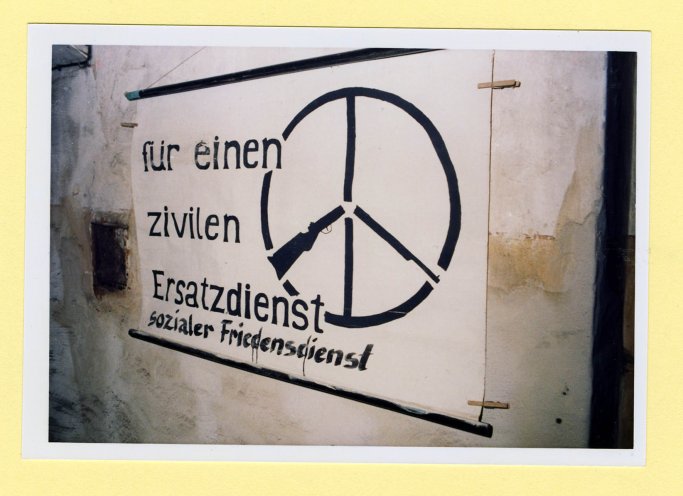 für einen
zivilen
Ersatzdienst
sozialer Friedensdienst